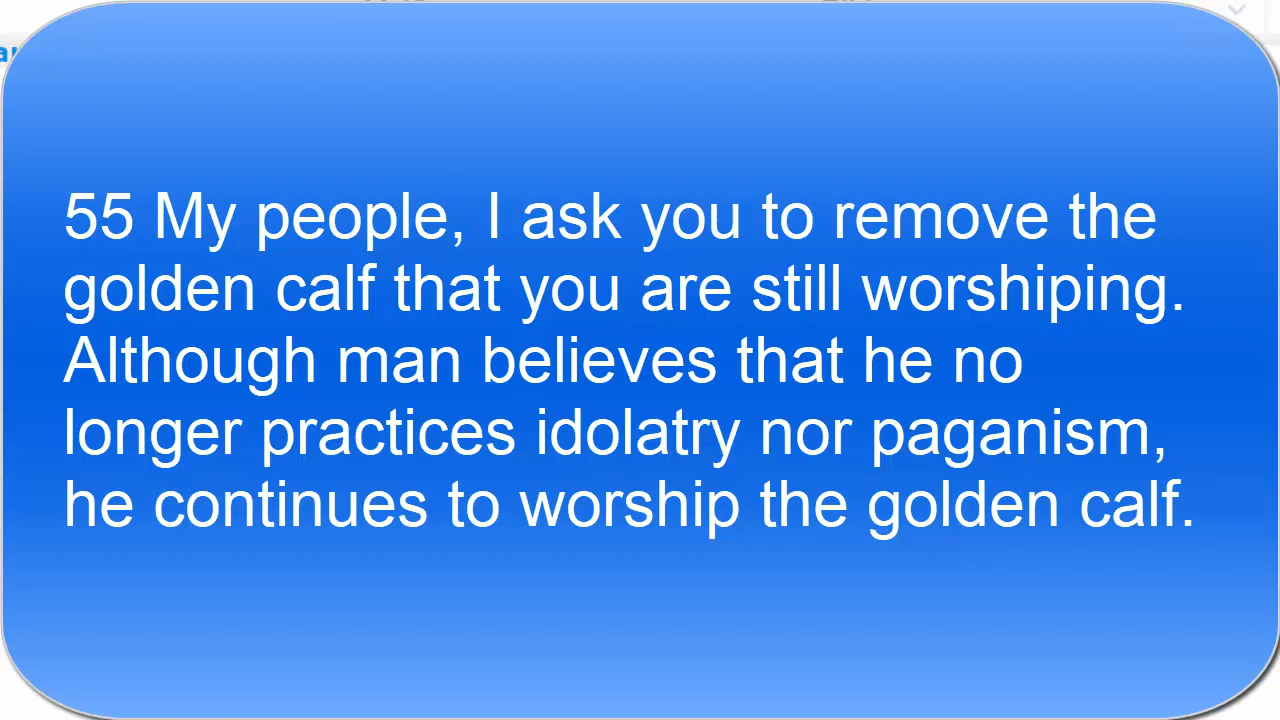 55 My people, I ask you to remove the
golden calf that you are still worshiping.
Although man believes that he no
longer practices idolatry nor paganism,
he continues to worship the golden calf.